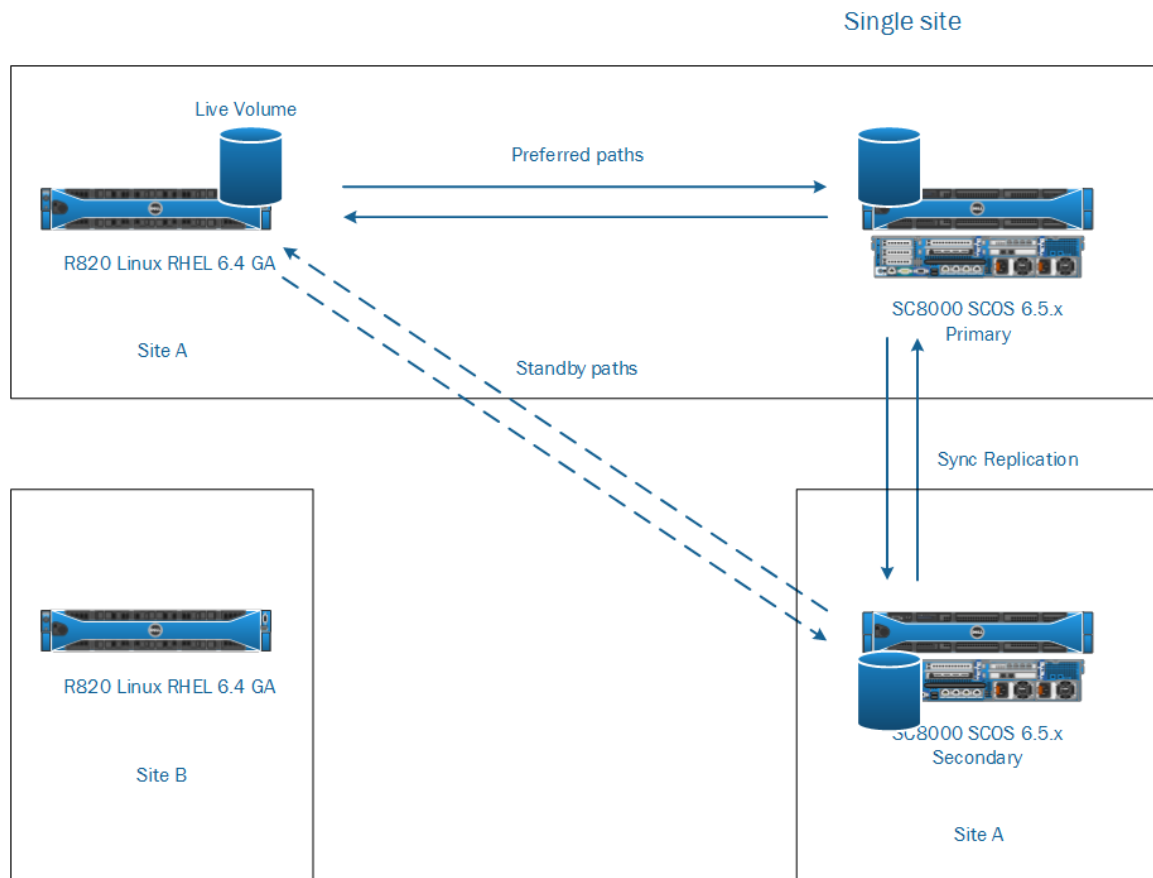 Single site
Live Volume
Preferred paths
R820 Linux RHEL 6.4 GA
SC8000 SCOS 6.5.x
Primary
Site A
Standby paths
Sync Replication
R820 Linux RHEL 6.4 GA
SC8000 SCOS 6.5.x
Secondary
Site B
Site A